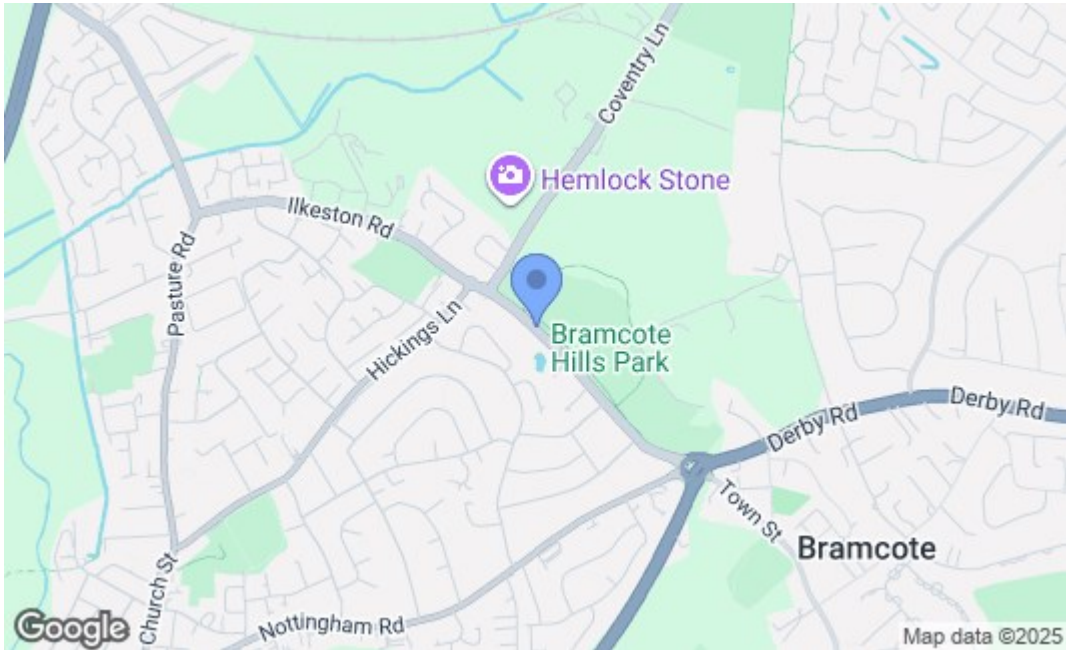 Coventry Ln
Hemlock Stone
Ilkeston Rd
Pasture Rd
Hickings Ln
Bramcote
Hills Park
Derby Rd
Derby Rd
Town St
Bramcote
Church St
Nottingham Rd
Google
Map data ©2025